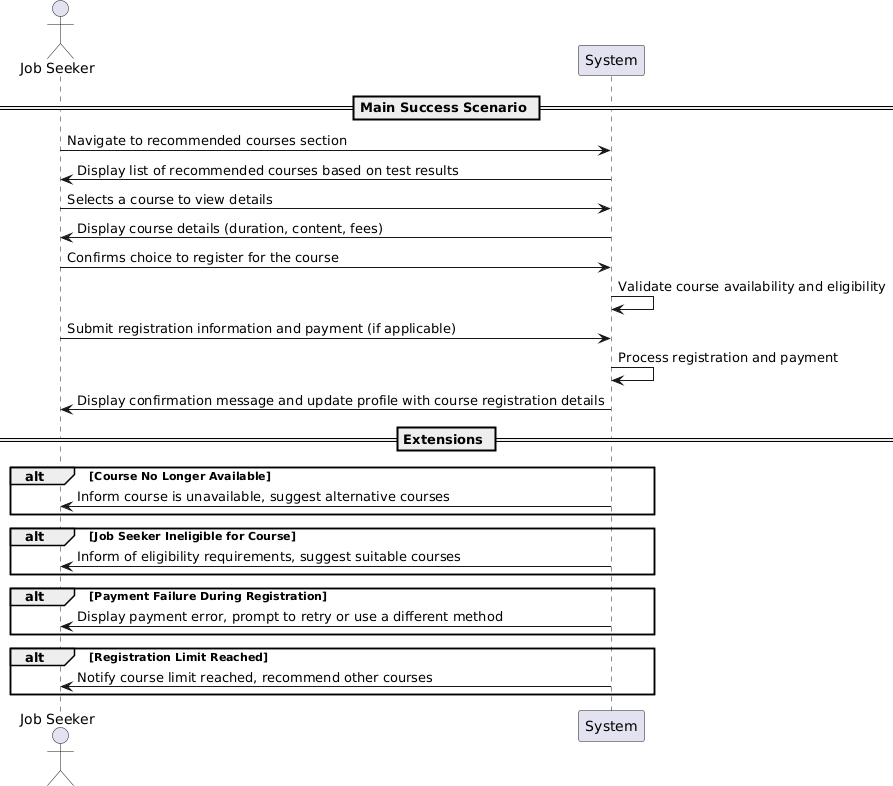 Job Seeker
System
Main Success Scenario
Navigate to recommended courses section
Display list of recommended courses based on test results
Selects a course to view details
Display course details (duration, content, fees)
Confirms choice to register for the course
Validate course availability and eligibility
Submit registration information and payment (if applicable)
Process registration and payment
Display confirmation message and update profile with course registration details
Extensions
alt [Course No Longer Available]
Inform course is unavailable, suggest alternative courses
alt [Job Seeker Ineligible for Course]
Inform of eligibility requirements, suggest suitable courses
alt [Payment Failure During Registration]
Display payment error, prompt to retry or use a different method
alt [Registration Limit Reached]
Notify course limit reached, recommend other courses
Job Seeker
System